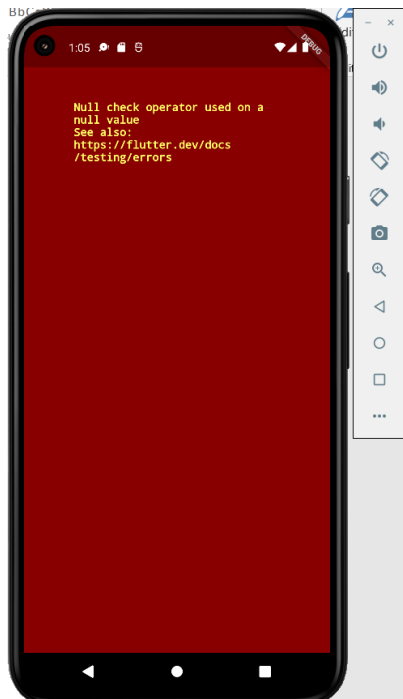 1:05
DEBUG
Null check operator used on a
null value
See also:
https://flutter.dev/docs
/testing/errors